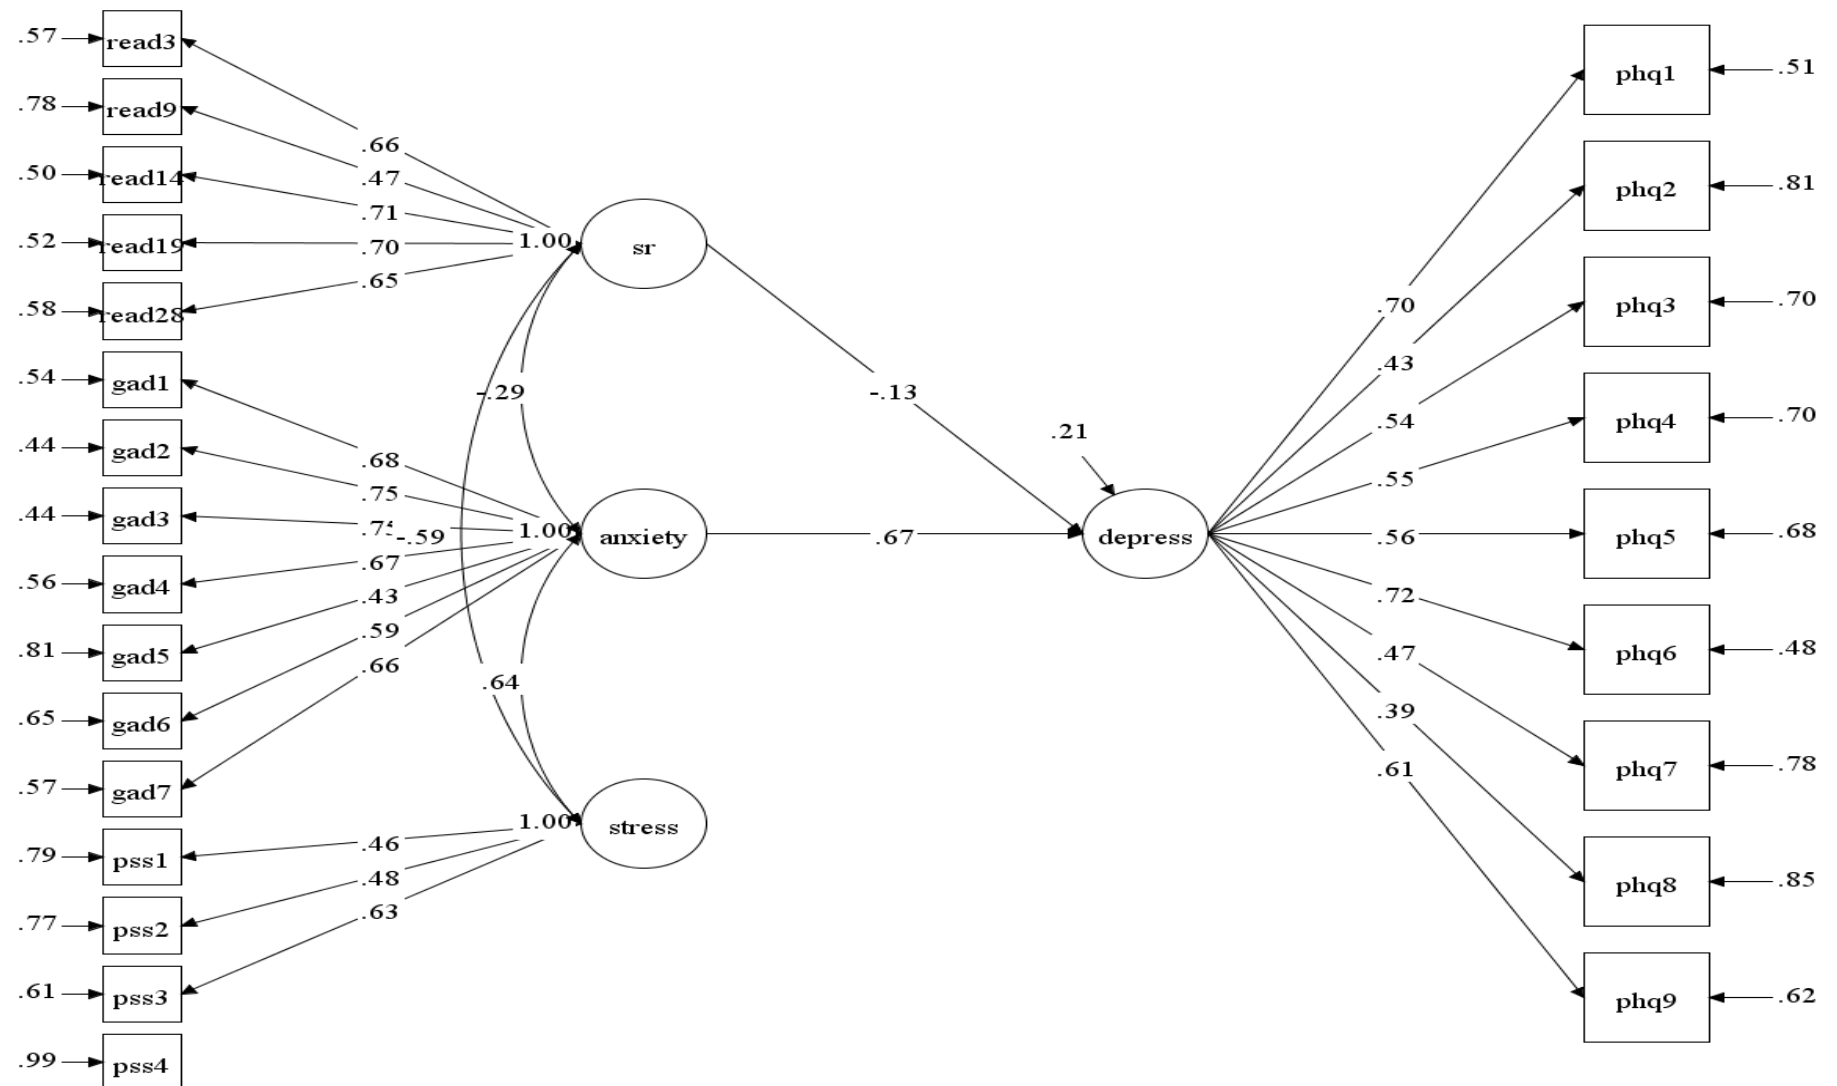 .57 read3
.78 read9
.50 read14
.52 read19
.58 read28
.54 gad1
.44 gad2
.44 gad3
.56 gad4
.81 gad5
.65 gad6
.57 gad7
.79 pss1
.77 pss2
.61 pss3
.99 pss4
.66
.47
.71
.70
.65
.68
.75
.67
.43
.59
.66
.46
.48
.63
1.00 sr
1.00 anxiety
1.00 stress
-.29
-.59
.64
-.13
.67
.21
depress
.70
.43
.54
.55
.56
.72
.47
.39
.61
phq1 .51
phq2 .81
phq3 .70
phq4 .70
phq5 .68
phq6 .48
phq7 .78
phq8 .85
phq9 .62